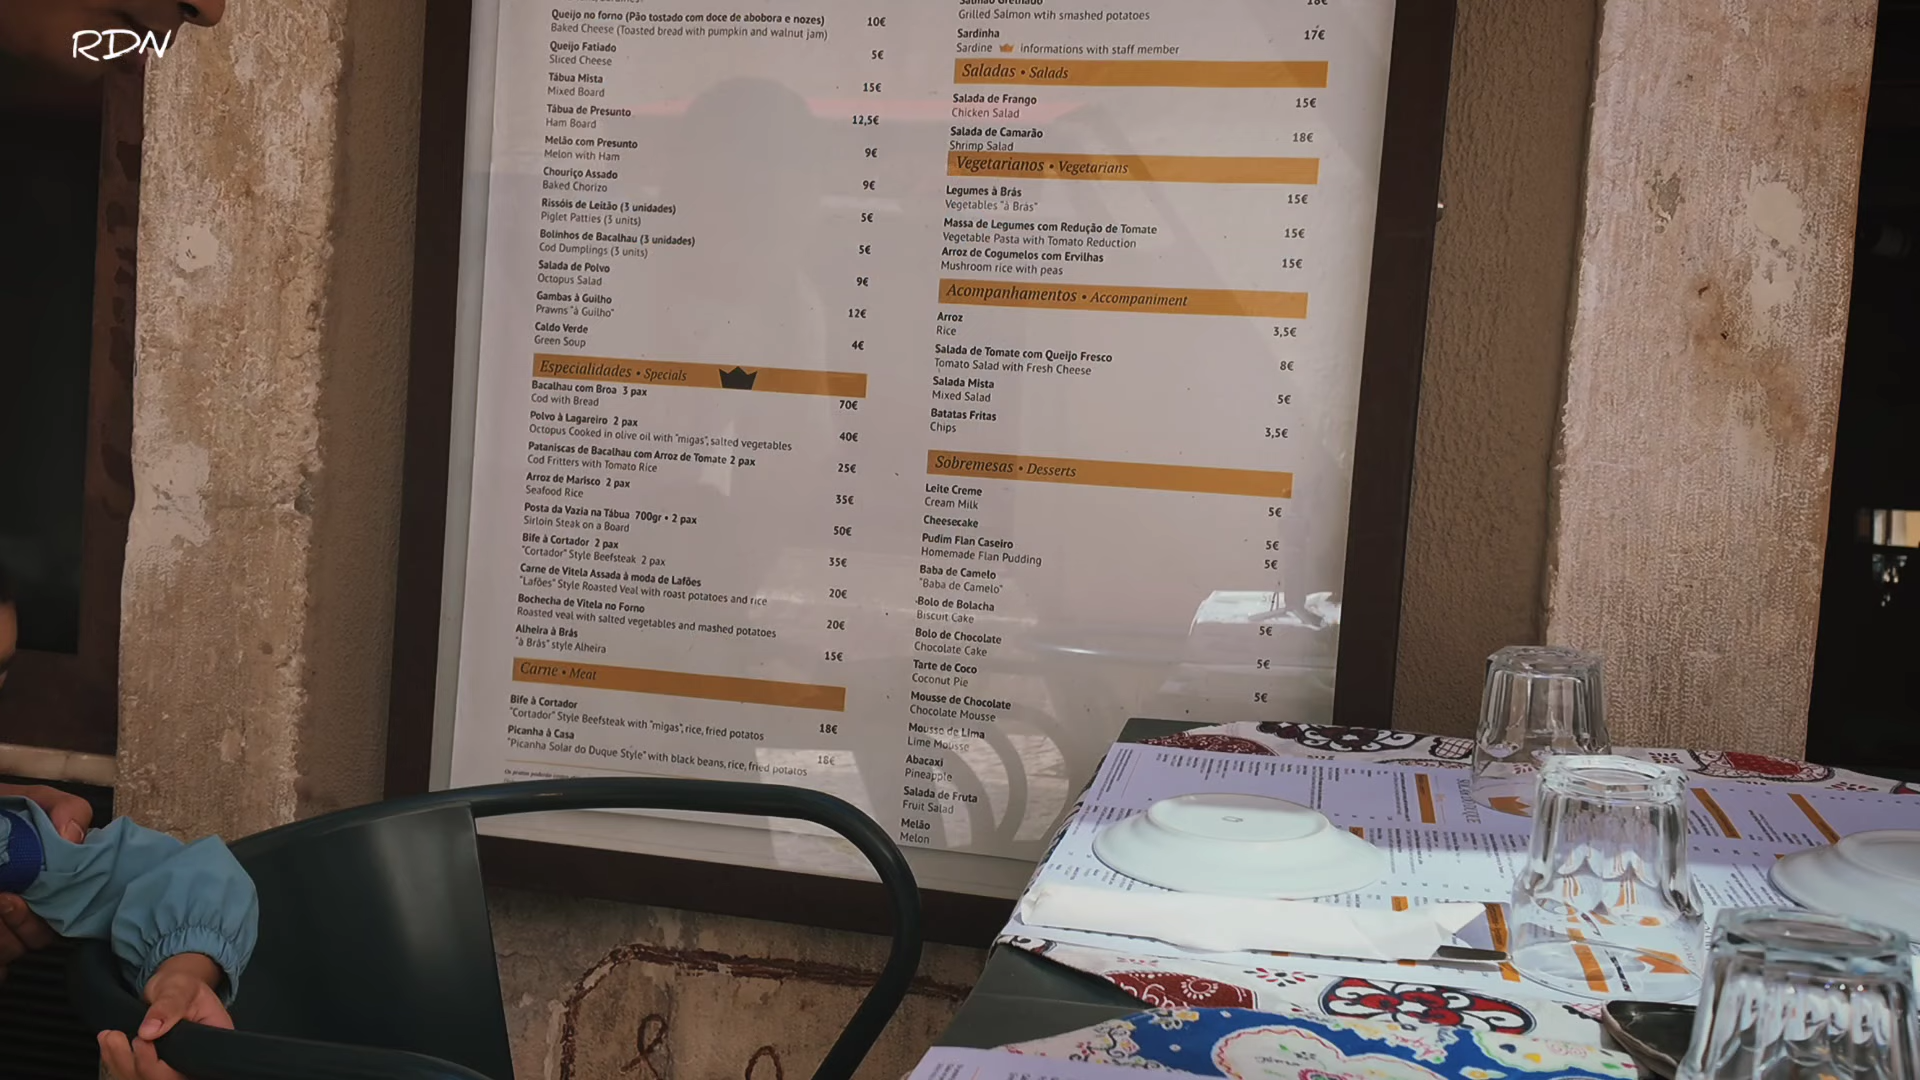 RDN
Queijo no forno (Pão tostado com doce de abobora e nozes) 10€
Baked Cheese (Toasted bread with pumpkin and walnut jam)
Queijo Fatiado 5€
Sliced Cheese
Tábua Mista 15€
Mixed Board
Tábua de Presunto 12,5€
Ham Board
Melão com Presunto 9€
Melon with Ham
Chouriço Assado 9€
Baked Chorizo
Rissóis de Leitão (3 unidades) 5€
Piglet Patties (3 units)
Bolinhos de Bacalhau (3 unidades) 5€
Cod Dumplings (3 units)
Salada de Polvo 9€
Octopus Salad
Gambas à Guilho 12€
Prawns "à Guilho"
Caldo Verde 4€
Green Soup
Especialidades • Specials
Bacalhau com Broa 3 pax 70€
Cod with Bread
Polvo à Lagareiro 2 pax 40€
Octopus Cooked in olive oil with "migas", salted vegetables
Pataniscas de Bacalhau com Arroz de Tomate 2 pax 25€
Cod Fritters with Tomato Rice
Arroz de Marisco 2 pax 35€
Seafood Rice
Posta da Vazia na Tábua 700gr • 2 pax 50€
Sirloin Steak on a Board
Bife à Cortador 2 pax 35€
"Cortador" Style Beefsteak 2 pax
Carne de Vitela Assada à moda de Lafões 20€
"Lafões" Style Roasted Veal with roast potatoes and rice
Bochecha de Vitela no Forno 20€
Roasted veal with salted vegetables and mashed potatoes
Alheira à Brás 15€
"à Brás" style Alheira
Carne • Meat
Bife à Cortador 18€
"Cortador" Style Beefsteak with "migas", rice, fried potatos
Picanha à Casa 18€
"Picanha Solar do Duque Style" with black beans, rice, fried potatos
Salmão Grelhado 18€
Grilled Salmon wtih smashed potatoes
Sardinha 17€
Sardine informations with staff member
Saladas • Salads
Salada de Frango 15€
Chicken Salad
Salada de Camarão 18€
Shrimp Salad
Vegetarianos • Vegetarians
Legumes à Brás 15€
Vegetables "à Brás"
Massa de Legumes com Redução de Tomate 15€
Vegetable Pasta with Tomato Reduction
Arroz de Cogumelos com Ervilhas 15€
Mushroom rice with peas
Acompanhamentos • Accompaniment
Arroz 3,5€
Rice
Salada de Tomate com Queijo Fresco 8€
Tomato Salad with Fresh Cheese
Salada Mista 5€
Mixed Salad
Batatas Fritas 3,5€
Chips
Sobremesas • Desserts
Leite Creme 5€
Cream Milk
Cheesecake 5€
Pudim Flan Caseiro 5€
Homemade Flan Pudding
Baba de Camelo 5€
"Baba de Camelo"
Bolo de Bolacha 5€
Biscuit Cake
Bolo de Chocolate 5€
Chocolate Cake
Tarte de Coco 5€
Coconut Pie
Mousse de Chocolate
Chocolate Mousse
Mousse de Lima
Lime Mousse
Abacaxi
Pineapple
Salada de Fruta
Fruit Salad
Melão
Melon